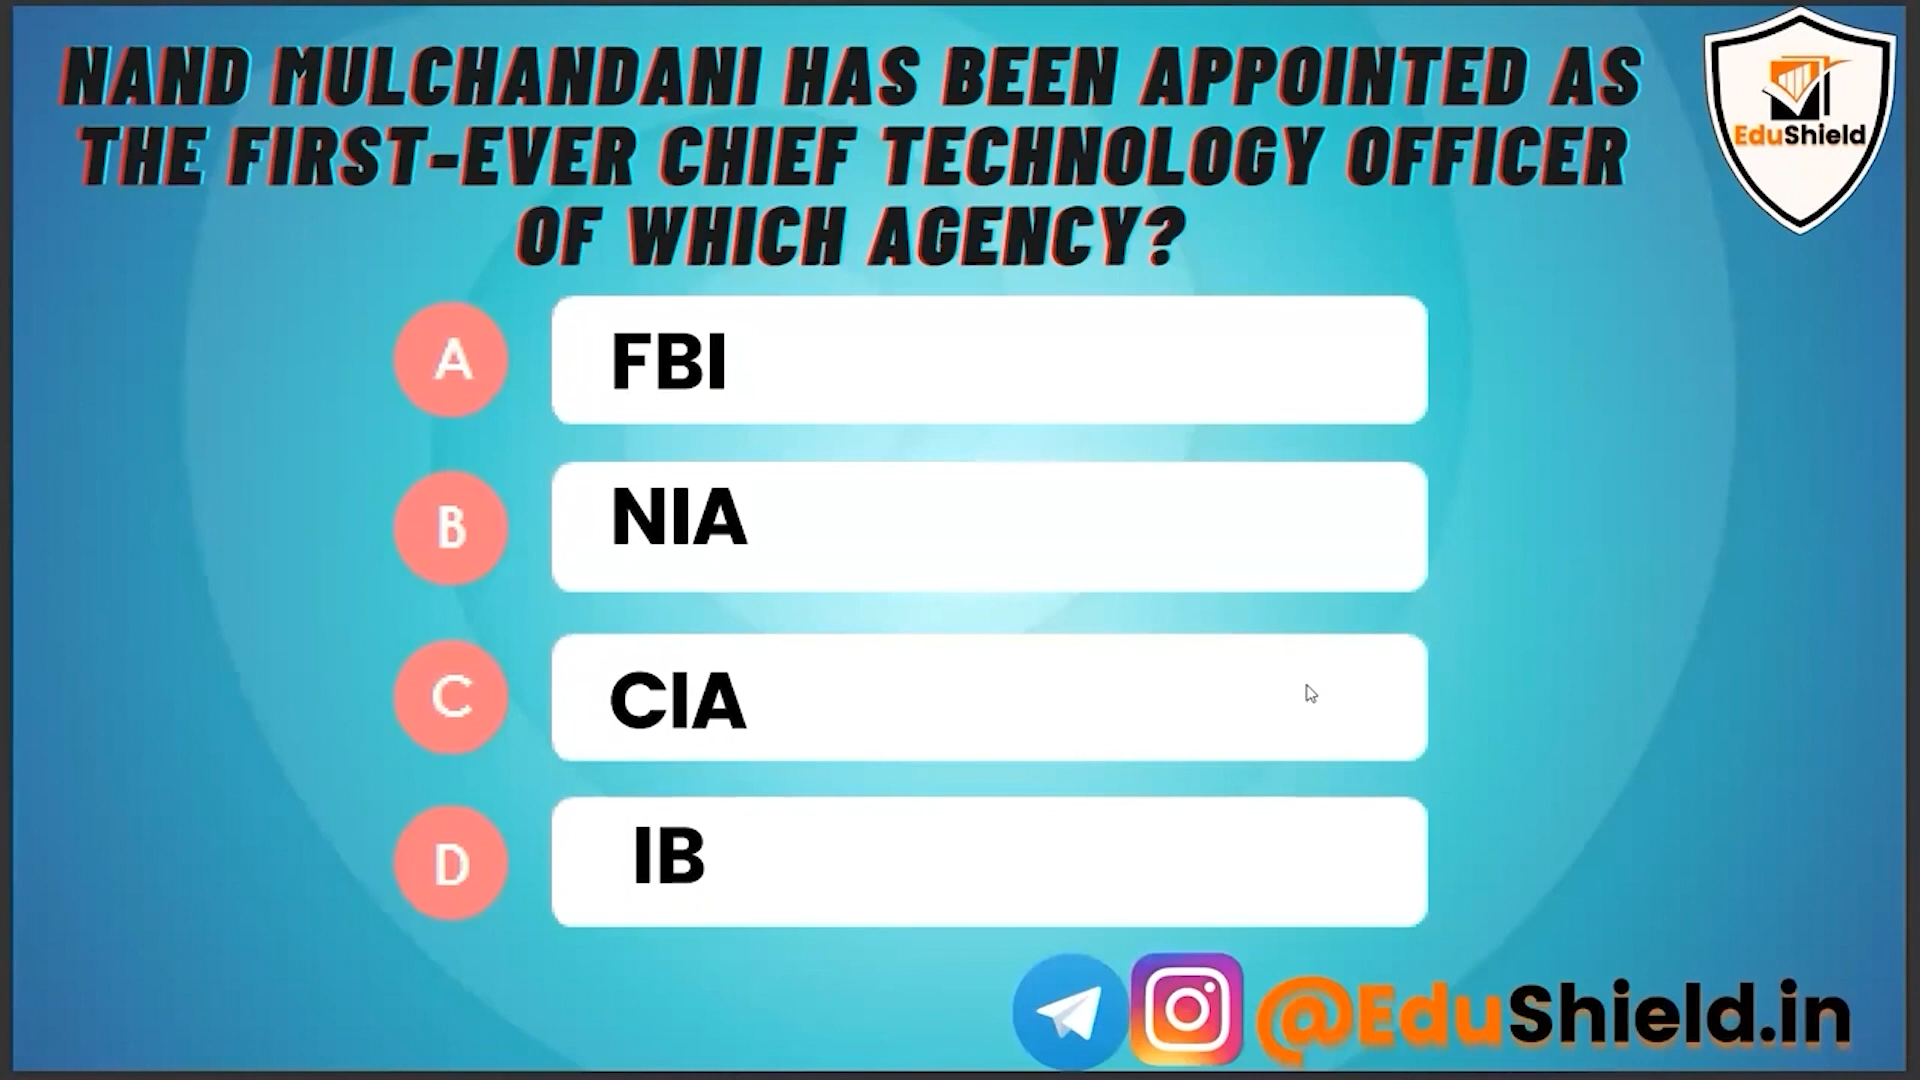 NAND MULCHANDANI HAS BEEN APPOINTED AS
THE FIRST-EVER CHIEF TECHNOLOGY OFFICER
OF WHICH AGENCY?
EduShield
A FBI
B NIA
C CIA
D IB
@EduShield.in